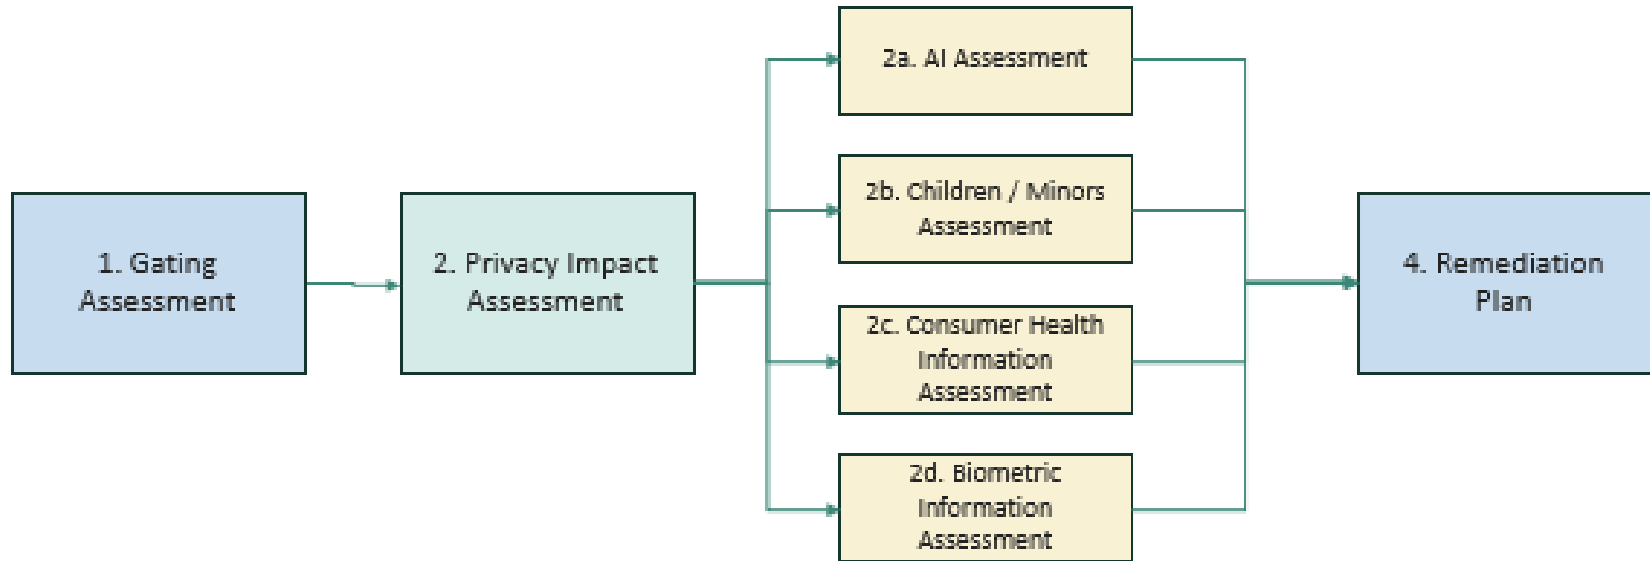 1. Gating
Assessment
2. Privacy Impact
Assessment
2a. AI Assessment
2b. Children / Minors
Assessment
2c. Consumer Health
Information
Assessment
2d. Biometric
Information
Assessment
4. Remediation
Plan